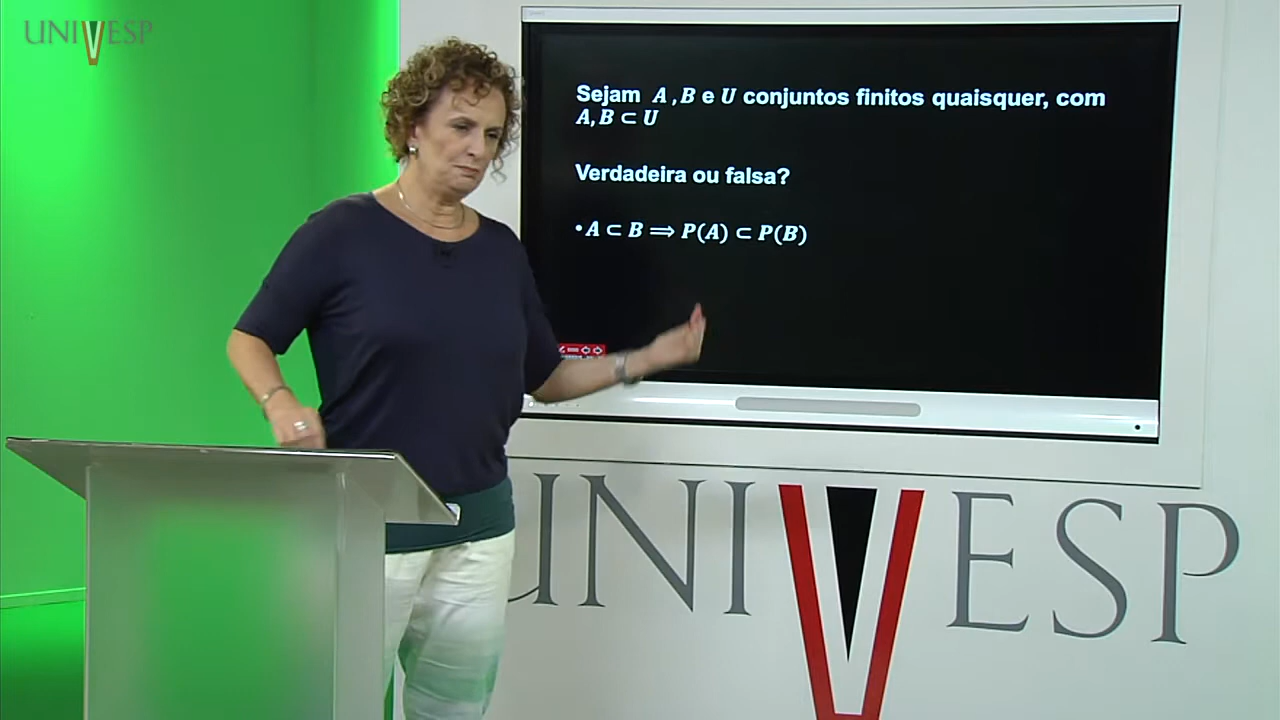 UNIVESP
Sejam A, B e U conjuntos finitos quaisquer, com
A, B ⊂ U
Verdadeira ou falsa?
• A ⊂ B ⟹ P(A) ⊂ P(B)
UNIVESP